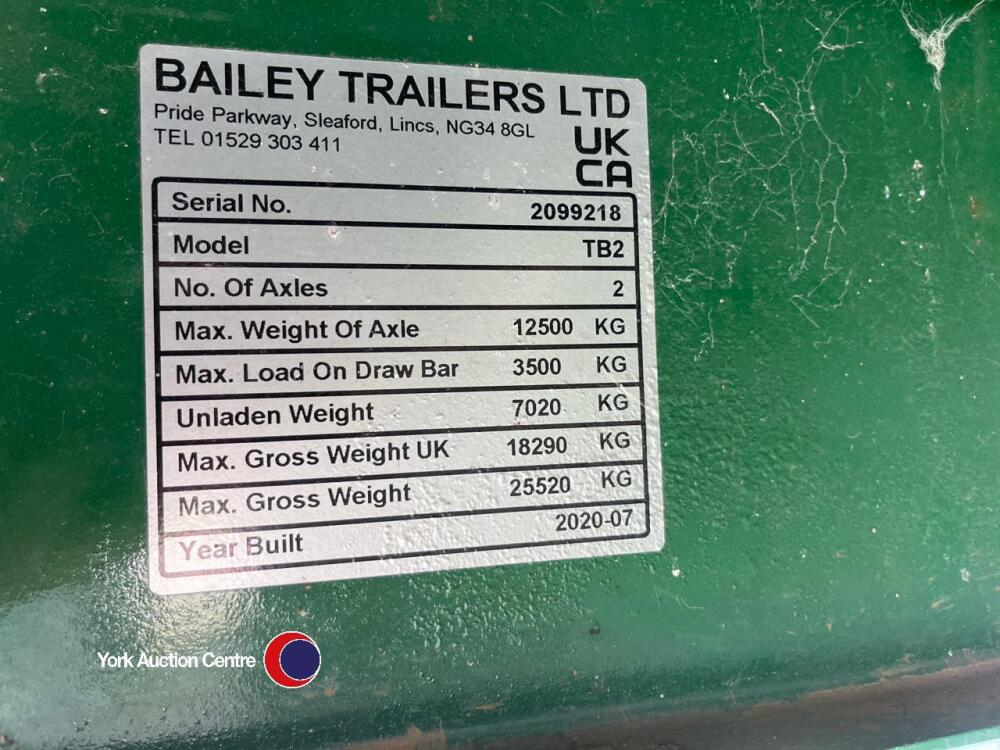 BAILEY TRAILERS LTD
Pride Parkway, Sleaford, Lincs, NG34 8GL
TEL 01529 303 411
UK
CA
Serial No. 2099218
Model TB2
No. Of Axles 2
Max. Weight Of Axle 12500 KG
Max. Load On Draw Bar 3500 KG
Unladen Weight 7020 KG
Max. Gross Weight UK 18290 KG
Max. Gross Weight 25520 KG
Year Built 2020-07
York Auction Centre